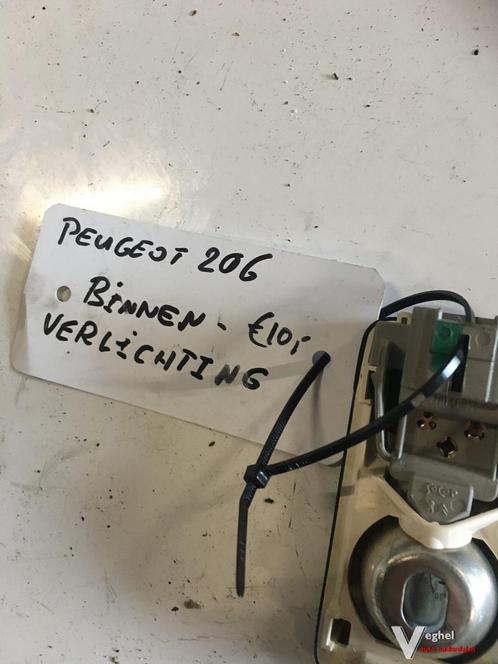 PEUGEOT 206
BINNEN - €10,-
VERLICHTING
Veghel